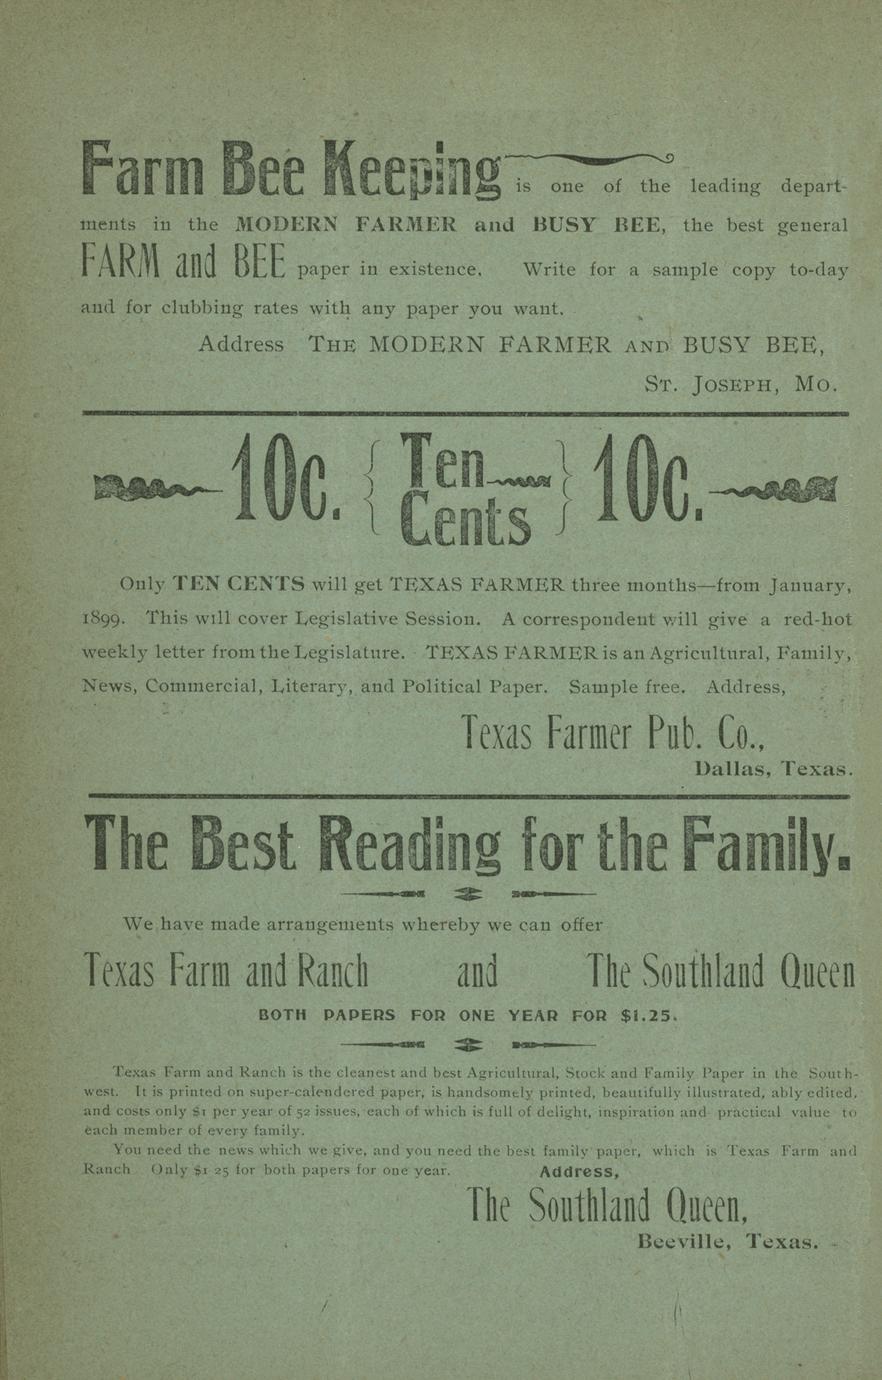 Farm Bee Keeping is one of the leading depart-
ments in the MODERN FARMER and BUSY BEE, the best general
FARM and BEE paper in existence. Write for a sample copy to-day
and for clubbing rates with any paper you want.
Address THE MODERN FARMER AND BUSY BEE,
ST. JOSEPH, MO.
10c. { Ten Cents } 10c.
Only TEN CENTS will get TEXAS FARMER three months—from January,
1899. This will cover Legislative Session. A correspondent will give a red-hot
weekly letter from the Legislature. TEXAS FARMER is an Agricultural, Family,
News, Commercial, Literary, and Political Paper. Sample free. Address,
Texas Farmer Pub. Co.,
Dallas, Texas.
The Best Reading for the Family.
We have made arrangements whereby we can offer
Texas Farm and Ranch and The Southland Queen
BOTH PAPERS FOR ONE YEAR FOR $1.25.
Texas Farm and Ranch is the cleanest and best Agricultural, Stock and Family Paper in the South-
west. It is printed on super-calendered paper, is handsomely printed, beautifully illustrated, ably edited,
and costs only $1 per year of 52 issues, each of which is full of delight, inspiration and practical value to
each member of every family.
You need the news which we give, and you need the best family paper, which is Texas Farm and
Ranch Only $1 25 for both papers for one year. Address,
The Southland Queen,
Beeville, Texas.